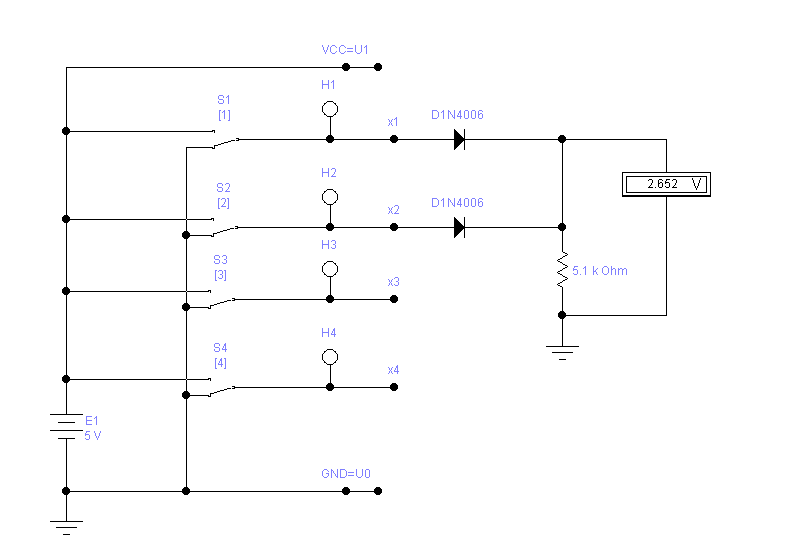 VCC=U1
H1
S1
[1]
x1
D1N4006
H2
S2
[2]
x2
D1N4006
2.652 V
H3
S3
[3]
x3
5.1 k Ohm
H4
S4
[4]
x4
E1
5 V
GND=U0